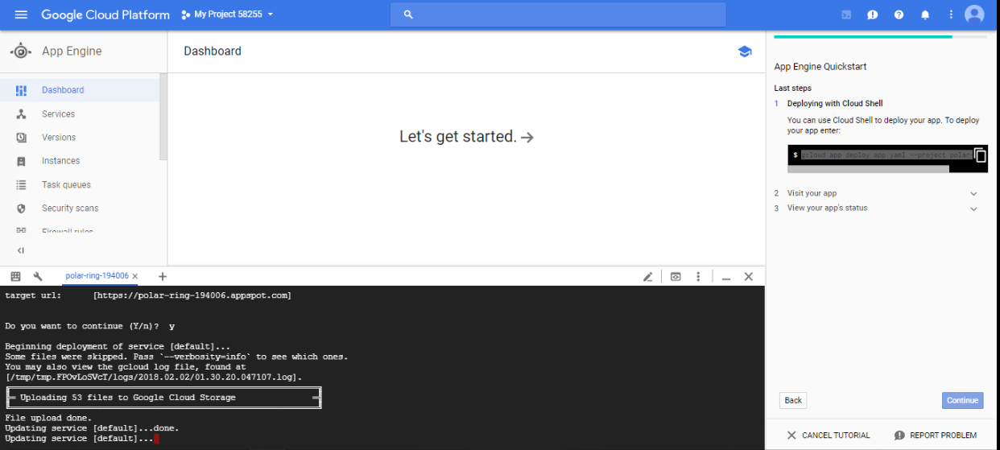 Google Cloud Platform
My Project 58255
App Engine
Dashboard
Dashboard
Services
Versions
Instances
Task queues
Security scans
Firewall rules
Let's get started.
App Engine Quickstart
Last steps
1 Deploying with Cloud Shell
You can use Cloud Shell to deploy your app. To deploy
your app enter:
$ gcloud app deploy app.yaml --project polar
2 Visit your app
3 View your app's status
Back
Continue
CANCEL TUTORIAL
REPORT PROBLEM
polar-ring-194006
target url: [https://polar-ring-194006.appspot.com]
Do you want to continue (Y/n)? y
Beginning deployment of service [default]...
Some files were skipped. Pass `--verbosity=info` to see which ones.
You may also view the gcloud log file, found at
[/tmp/tmp.FPOvLoSVcT/logs/2018.02.02/01.30.20.047107.log].
Uploading 53 files to Google Cloud Storage
File upload done.
Updating service [default]...done.
Updating service [default]...